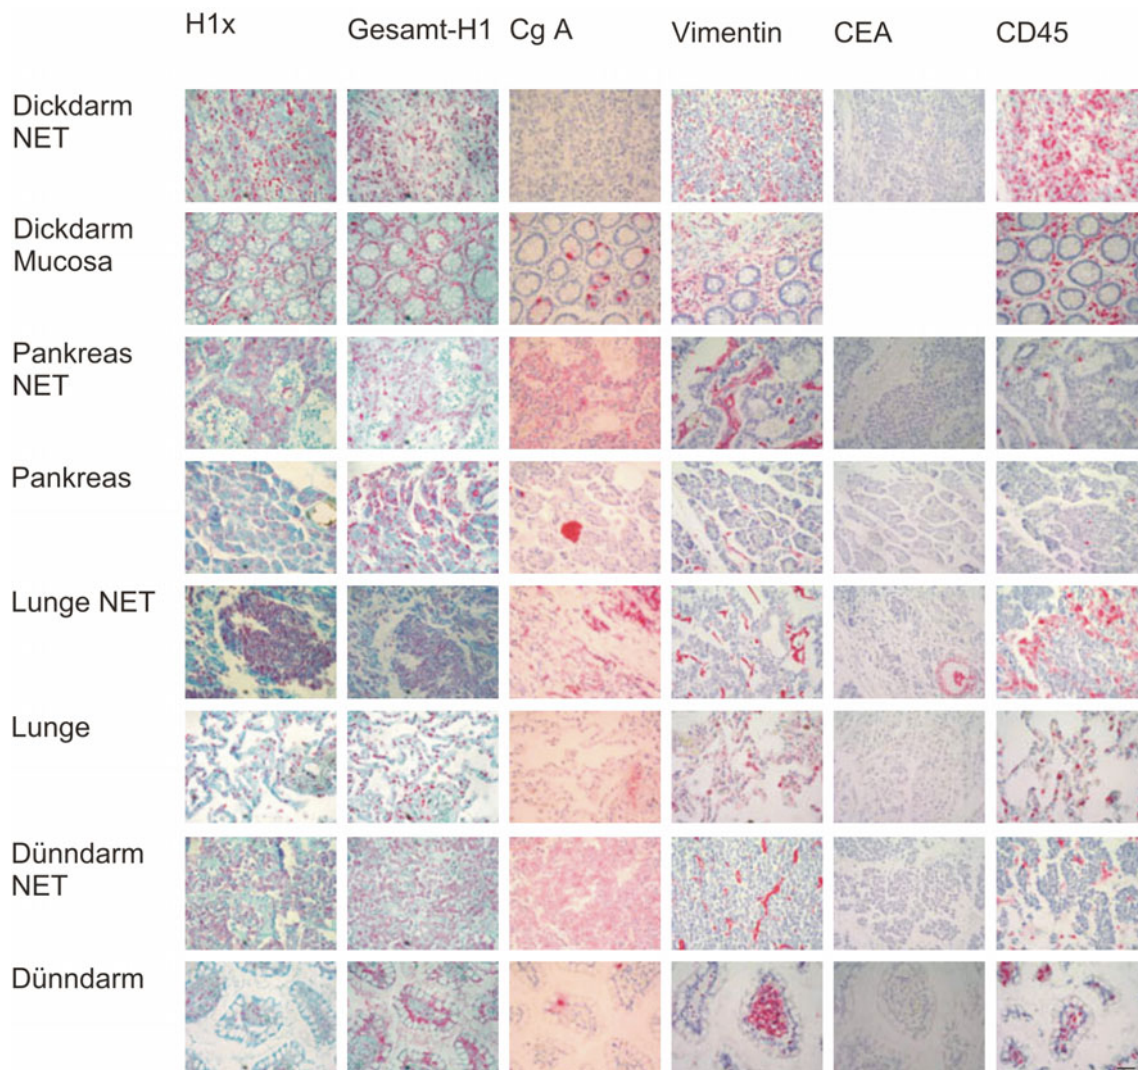 H1x Gesamt-H1 Cg A Vimentin CEA CD45
Dickdarm
NET
Dickdarm
Mucosa
Pankreas
NET
Pankreas
Lunge NET
Lunge
Dünndarm
NET
Dünndarm